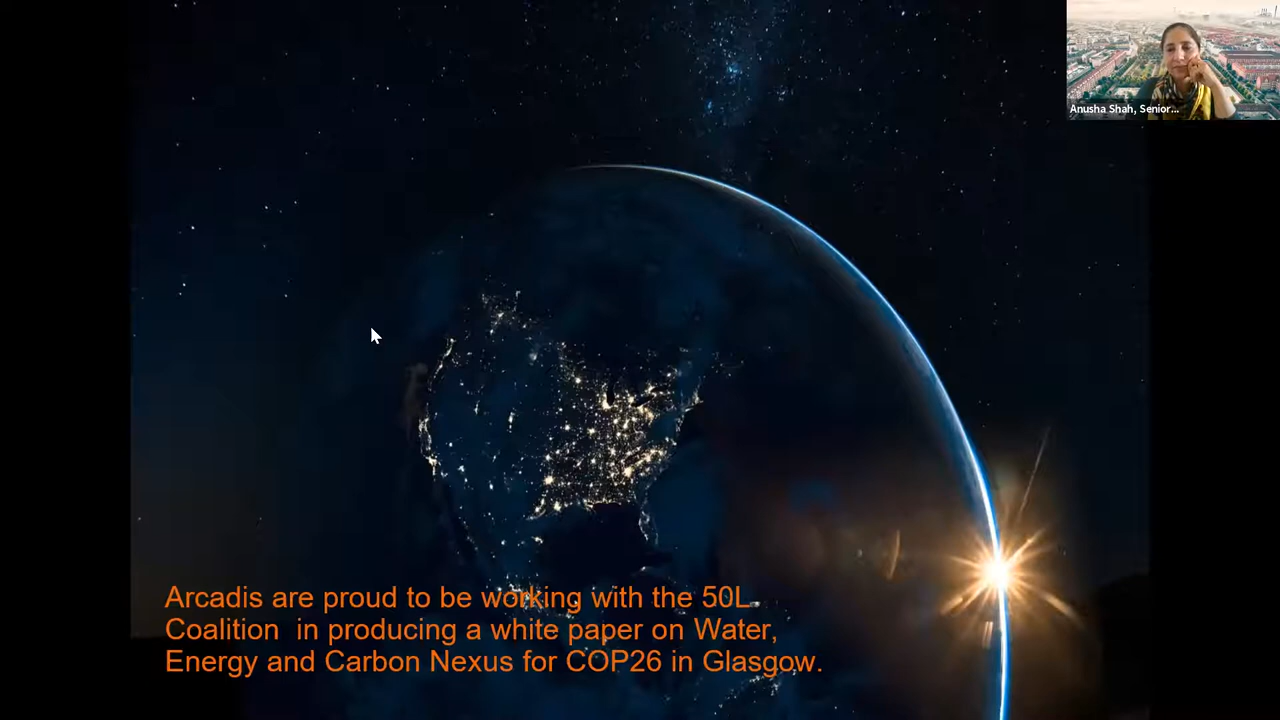 Anusha Shah, Senior...
Arcadis are proud to be working with the 50L
Coalition  in producing a white paper on Water,
Energy and Carbon Nexus for COP26 in Glasgow.